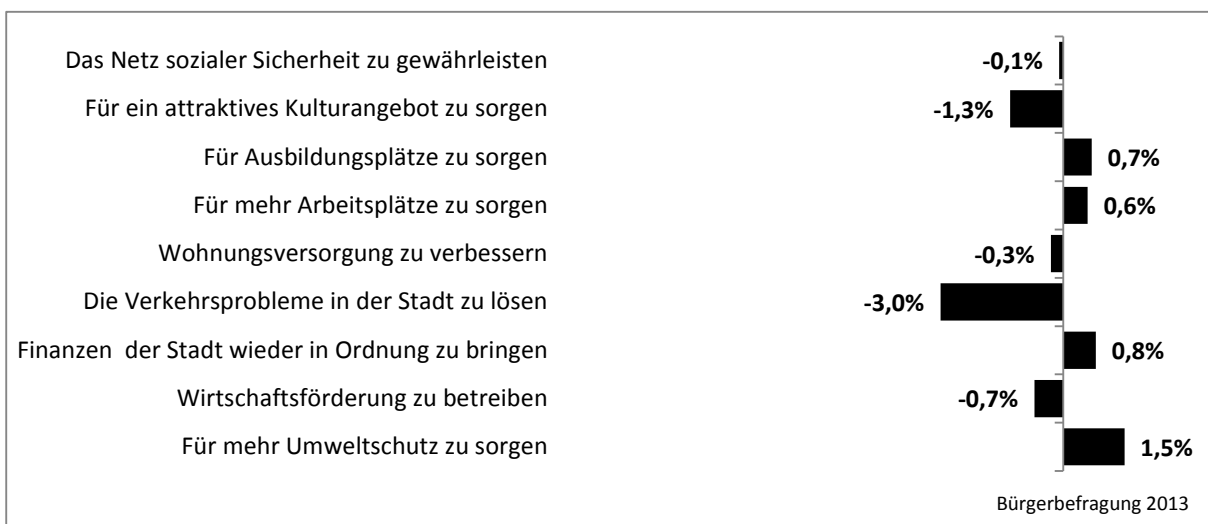 Das Netz sozialer Sicherheit zu gewährleisten -0,1%
Für ein attraktives Kulturangebot zu sorgen -1,3%
Für Ausbildungsplätze zu sorgen 0,7%
Für mehr Arbeitsplätze zu sorgen 0,6%
Wohnungsversorgung zu verbessern -0,3%
Die Verkehrsprobleme in der Stadt zu lösen -3,0%
Finanzen  der Stadt wieder in Ordnung zu bringen 0,8%
Wirtschaftsförderung zu betreiben -0,7%
Für mehr Umweltschutz zu sorgen 1,5%
Bürgerbefragung 2013